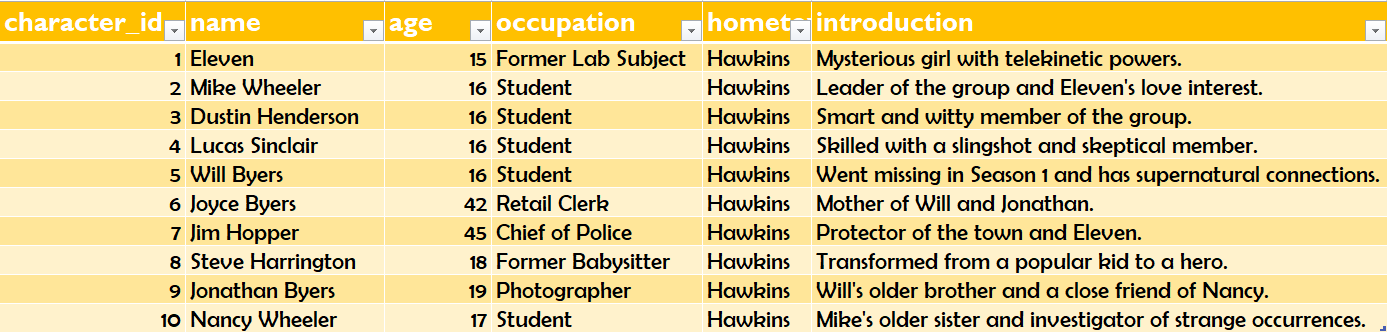 character_id name age occupation hometo introduction
1 Eleven 15 Former Lab Subject Hawkins Mysterious girl with telekinetic powers.
2 Mike Wheeler 16 Student Hawkins Leader of the group and Eleven's love interest.
3 Dustin Henderson 16 Student Hawkins Smart and witty member of the group.
4 Lucas Sinclair 16 Student Hawkins Skilled with a slingshot and skeptical member.
5 Will Byers 16 Student Hawkins Went missing in Season 1 and has supernatural connections.
6 Joyce Byers 42 Retail Clerk Hawkins Mother of Will and Jonathan.
7 Jim Hopper 45 Chief of Police Hawkins Protector of the town and Eleven.
8 Steve Harrington 18 Former Babysitter Hawkins Transformed from a popular kid to a hero.
9 Jonathan Byers 19 Photographer Hawkins Will's older brother and a close friend of Nancy.
10 Nancy Wheeler 17 Student Hawkins Mike's older sister and investigator of strange occurrences.